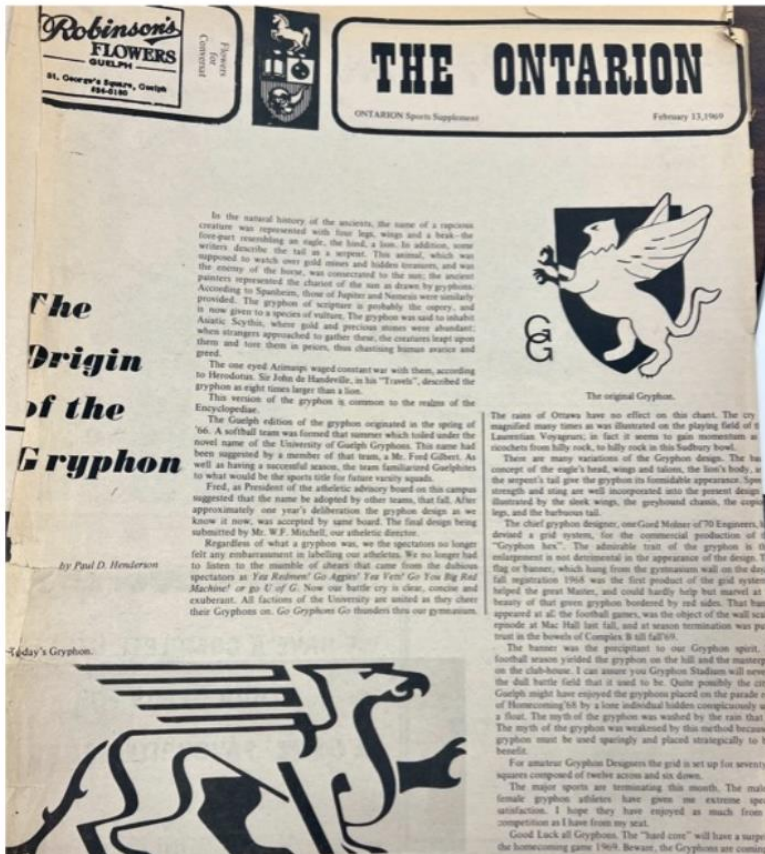 Robinson's
FLOWERS
GUELPH
St. George's Square, Guelph
Flowers
for
THE ONTARION
ONTARION Sports Supplement
February 13,1969
The
Origin
of the
Gryphon
by Paul D. Henderson
In the natural history of the ancients, the name of a rapcious
creature was represented with four legs, wings and a beak-the
fore-part resembling an eagle, the hind, a lion. In addition, some
writers describe the tail as a serpent. This animal, which was
supposed to watch over gold mines and hidden treasures, and was
the enemy of the horse, was consecrated to the sun; the ancient
painters represented the chariot of the sun as drawn by gryphons.
According to Spanheim, those of Jupiter and Nemesis were similarly
provided. The gryphon of scripture is probably the osprey, and
is now given to a species of vulture. The gryphon was said to inhabit
Asiatic Scythis, where gold and precious stones were abundant;
when strangers approached to gather these, the creatures leapt upon
them and tore them in peices, thus chastising human avarice and
greed.
The one eyed Arimaspi waged constant war with them, according
to Herodotus. Sir John de Handeville, in his "Travels", described the
gryphon as eight times larger than a lion.
This version of the gryphon is common to the realms of the
Encyclopediae.
The Guelph edition of the gryphon originated in the spring of
'66. A softball team was formed that summer which toiled under the
novel name of the University of Guelph Gryphons. This name had
been suggested by a member of that team, a Mr. Fred Gilbert. As
well as having a successful season, the team familiarized Guelphites
to what would be the sports title for future varsity squads.
Fred, as President of the atheletic advisory board on this campus
suggested that the name be adopted by other teams, that fall. After
approximately one year's deliberation the gryphon design as we
know it now, was accepted by same board. The final design being
submitted by Mr. W.F. Mitchell, our atheletic director.
Regardless of what a gryphon was, we the spectators no longer
felt any embarrassment in labelling our atheletes. We no longer had
to listen to the mumble of chears that came from the dubious
spectators at Yea Redmen! Go Aggies! Yea Vets! Go You Big Red
Machine! or go U of G. Now our battle cry is clear, concise and
exuberant. All factions of the University are united as they cheer
their Gryphons on. Go Gryphons Go thunders thru our gymnasium.
Today's Gryphon.
GG
The original Gryphon.
The rains of Ottawa have no effect on this chant. The cry
magnified many times as was illustrated on the playing field of
Laurentian Voyageurs; in fact it seems to gain momentum
ricochets from hilly rock, to hilly rock in this Sudbury bowl.
There are many variations of the Gryphon design. The
concept of the eagle's head, wings and talons, the lion's body,
the serpent's tail give the gryphon its formidable appearance.
strength and sting are well incorporated into the present design
illustrated by the sleek wings, the greyhound chassis, the
legs, and the barbuous tail.
The chief gryphon designer, one Gord Molner of '70 Engineers,
devised a grid system, for the commercial production of
"Gryphon hex". The admirable trait of the gryphon is
enlargement is not detrimental in the appearance of the design.
flag or banner, which hung from the gymnasium wall on the
fall registration 1968 was the first product of the grid
helped the great Master, and could hardly help but marvel at
beauty of that green gryphon bordered by red sides. That
appeared at all the football games, was the object of the wall
episode at Mac Hall last fall, and at season termination was
trust in the bowels of Complex B till fall'69.
The banner was the precipitant to our Gryphon spirit.
football season yielded the gryphon on the hill and the
on the club-house. I can assure you Gryphon Stadium will
the dull battle field that it used to be. Quite possibly the
Guelph might have enjoyed the gryphons placed on the parade
of Homecoming'68 by a lone individual hidden conspicuously
a float. The myth of the gryphon was washed by the rain that
The myth of the gryphon was weakened by this method
gryphon must be used sparingly and placed strategically to
benefit.
For amateur Gryphon Designers the grid is set up for
squares composed of twelve across and six down.
The major sports are terminating this month. The
female gryphon athletes have given me extreme
satisfaction. I hope they have enjoyed as much from
competition as I have from my seat.
Good Luck all Gryphons. The "hard core" will have a
the homecoming game 1969. Beware, the Gryphons are